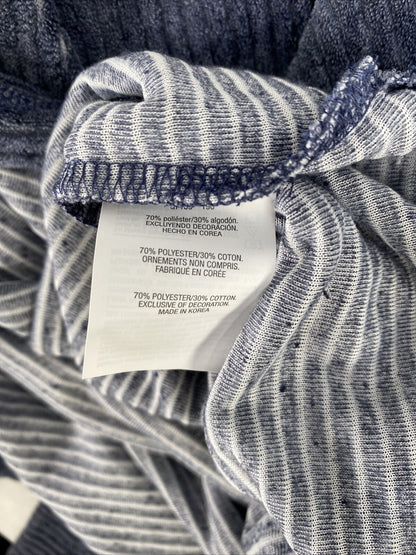 70% poliéster/30% algodón.
EXCLUYENDO DECORACIÓN.
HECHO EN COREA
70% POLYESTER/30% COTON.
ORNEMENTS NON COMPRIS.
FABRIQUÉ EN CORÉE
70% POLYESTER/30% COTTON.
EXCLUSIVE OF DECORATION.
MADE IN KOREA